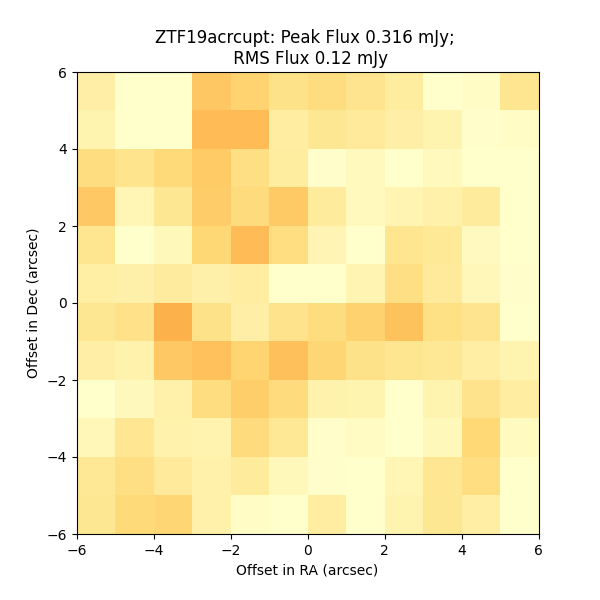 ZTF19acrcupt: Peak Flux 0.316 mJy;
RMS Flux 0.12 mJy
6
4
2
0
−2
−4
−6
Offset in Dec (arcsec)
−6 −4 −2 0 2 4 6
Offset in RA (arcsec)